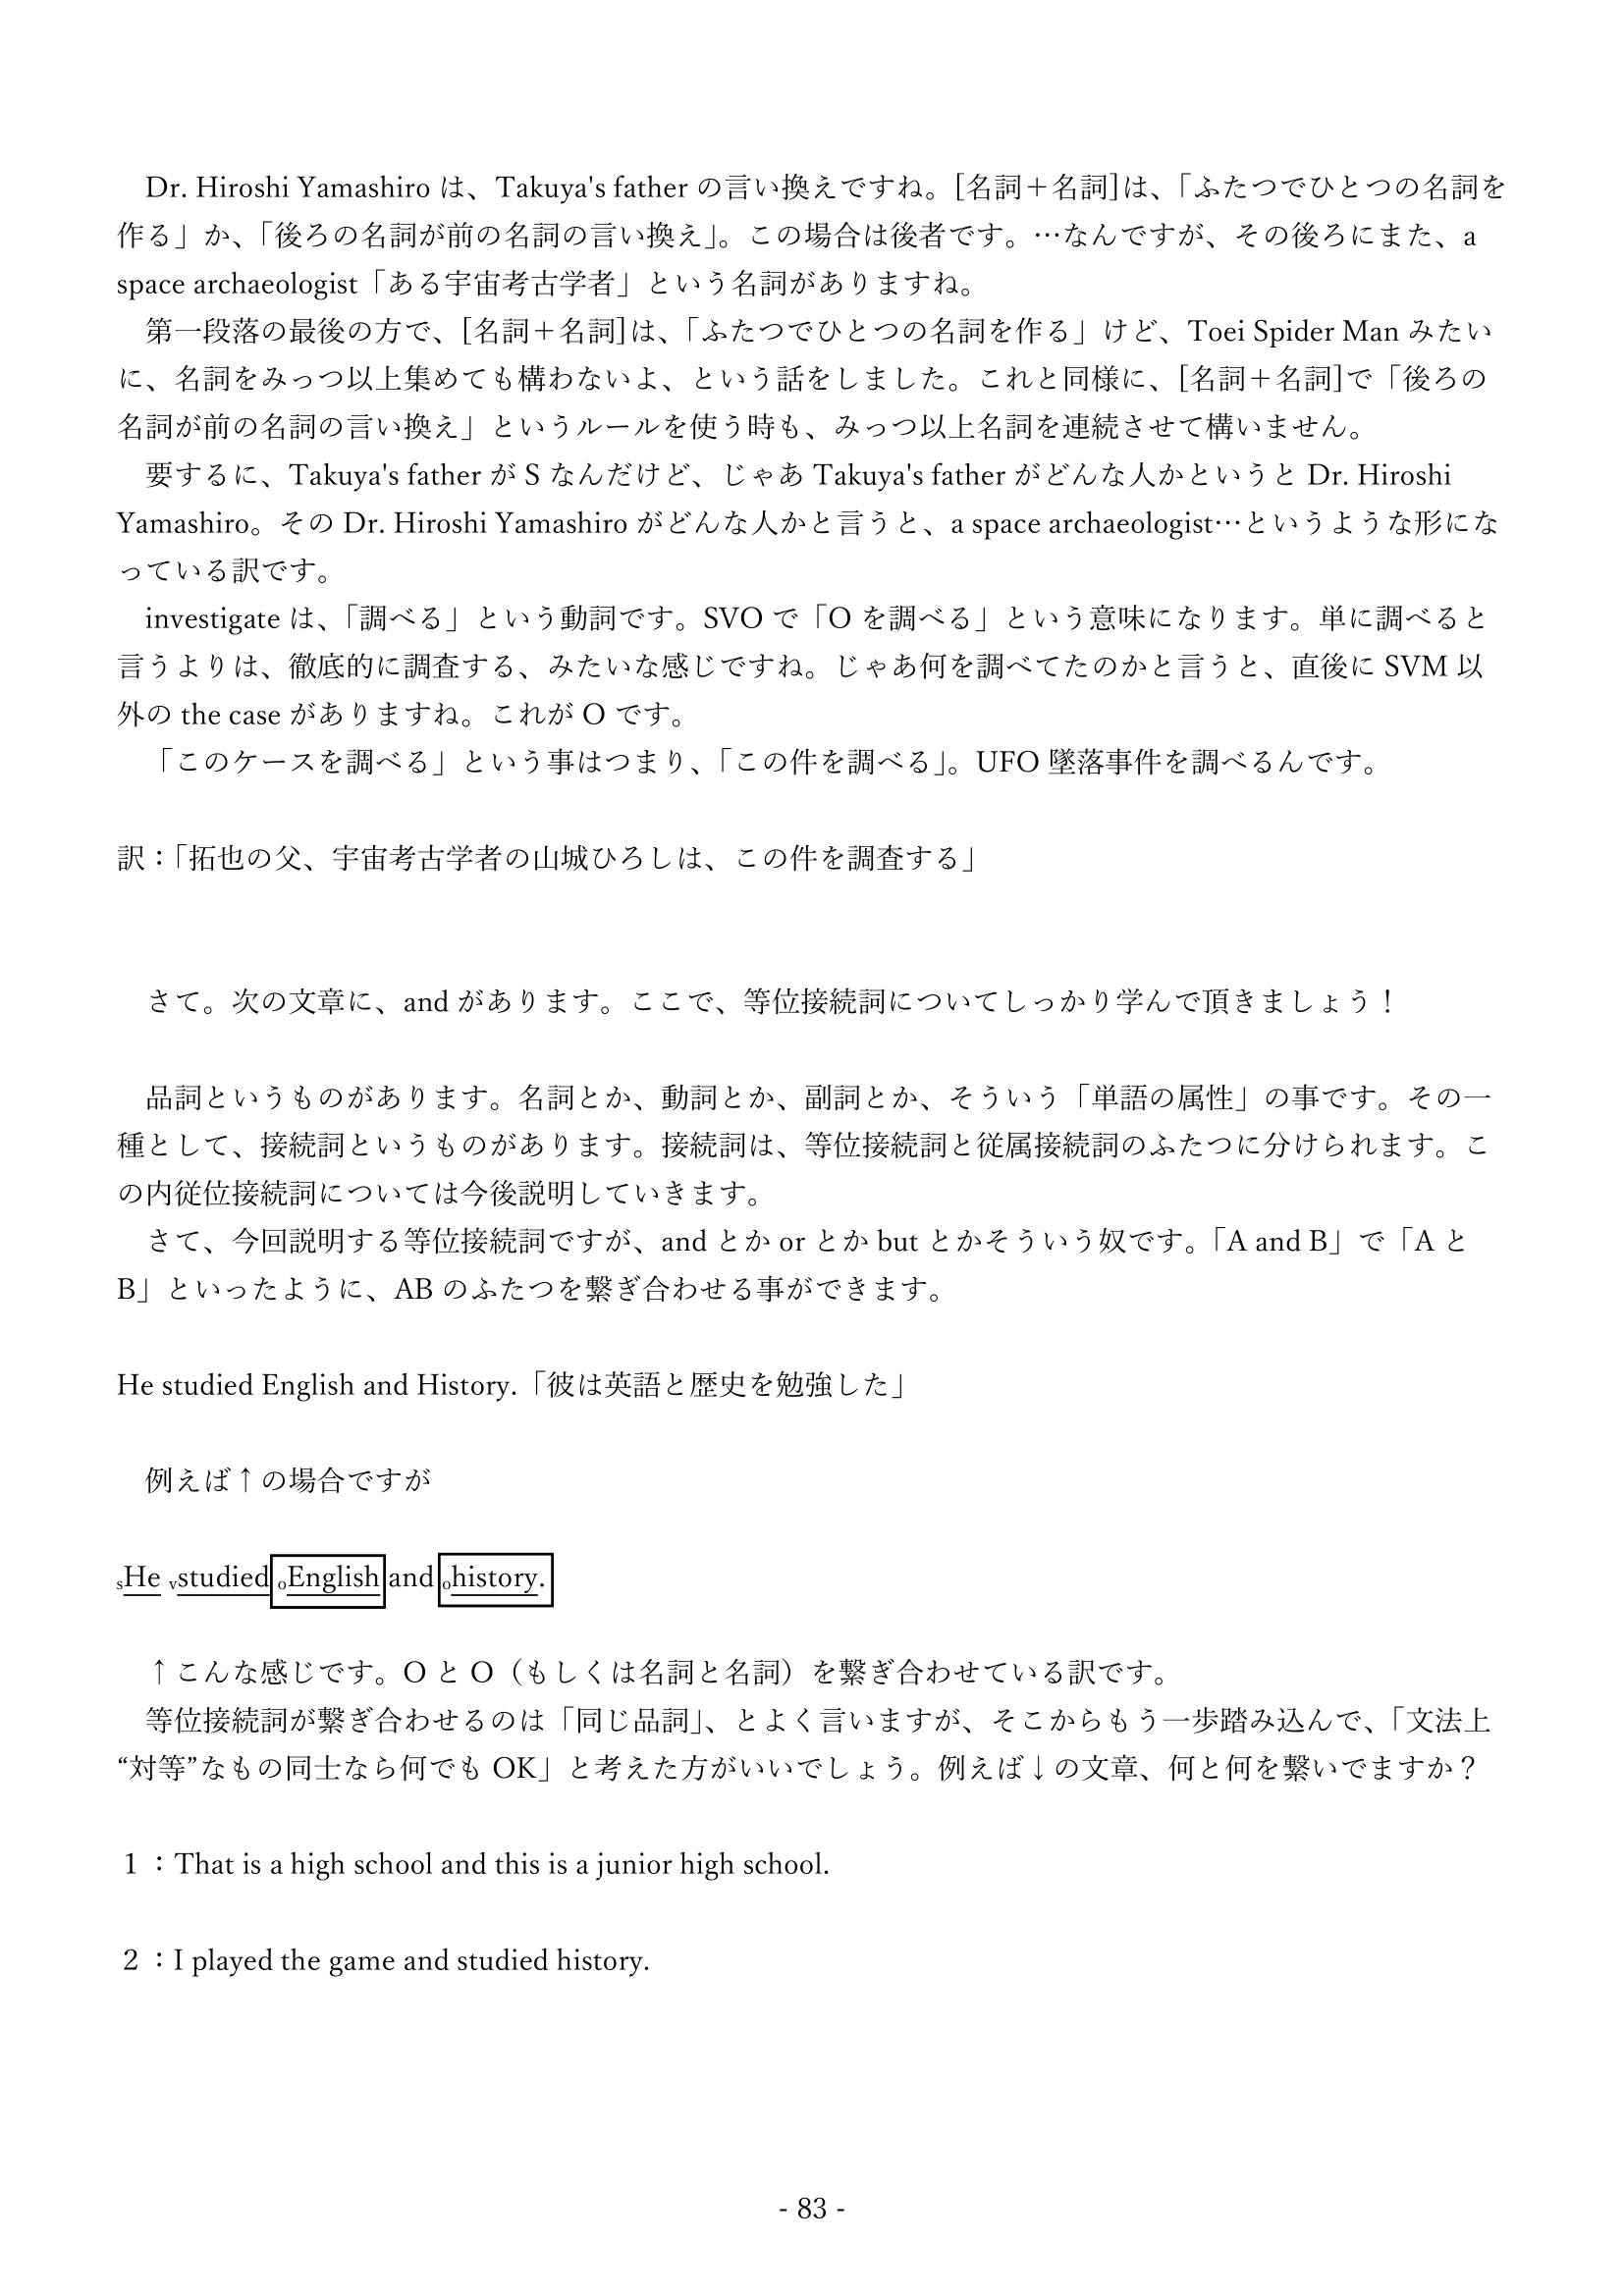 Dr. Hiroshi Yamashiro は、Takuya's father の言い換えですね。[名詞＋名詞]は、「ふたつでひとつの名詞を
作る」か、「後ろの名詞が前の名詞の言い換え」。この場合は後者です。…なんですが、その後ろにまた、a
space archaeologist「ある宇宙考古学者」という名詞がありますね。
第一段落の最後の方で、[名詞＋名詞]は、「ふたつでひとつの名詞を作る」けど、Toei Spider Man みたい
に、名詞をみっつ以上集めても構わないよ、という話をしました。これと同様に、[名詞＋名詞]で「後ろの
名詞が前の名詞の言い換え」というルールを使う時も、みっつ以上名詞を連続させて構いません。
要するに、Takuya's father が S なんだけど、じゃあ Takuya's father がどんな人かというと Dr. Hiroshi
Yamashiro。その Dr. Hiroshi Yamashiro がどんな人かと言うと、a space archaeologist…というような形にな
っている訳です。
investigate は、「調べる」という動詞です。SVO で「O を調べる」という意味になります。単に調べると
言うよりは、徹底的に調査する、みたいな感じですね。じゃあ何を調べてたのかと言うと、直後に SVM 以
外の the case がありますね。これが O です。
「このケースを調べる」という事はつまり、「この件を調べる」。UFO 墜落事件を調べるんです。
訳：「拓也の父、宇宙考古学者の山城ひろしは、この件を調査する」
さて。次の文章に、and があります。ここで、等位接続詞についてしっかり学んで頂きましょう！
品詞というものがあります。名詞とか、動詞とか、副詞とか、そういう「単語の属性」の事です。その一
種として、接続詞というものがあります。接続詞は、等位接続詞と従属接続詞のふたつに分けられます。こ
の内従位接続詞については今後説明していきます。
さて、今回説明する等位接続詞ですが、and とか or とか but とかそういう奴です。「A and B」で「A と
B」といったように、AB のふたつを繋ぎ合わせる事ができます。
He studied English and History.「彼は英語と歴史を勉強した」
例えば↑の場合ですが
sHe vstudied oEnglish and ohistory.
↑こんな感じです。O と O（もしくは名詞と名詞）を繋ぎ合わせている訳です。
等位接続詞が繋ぎ合わせるのは「同じ品詞」、とよく言いますが、そこからもう一歩踏み込んで、「文法上
“対等”なもの同士なら何でも OK」と考えた方がいいでしょう。例えば↓の文章、何と何を繋いでますか？
１：That is a high school and this is a junior high school.
２：I played the game and studied history.
- 83 -